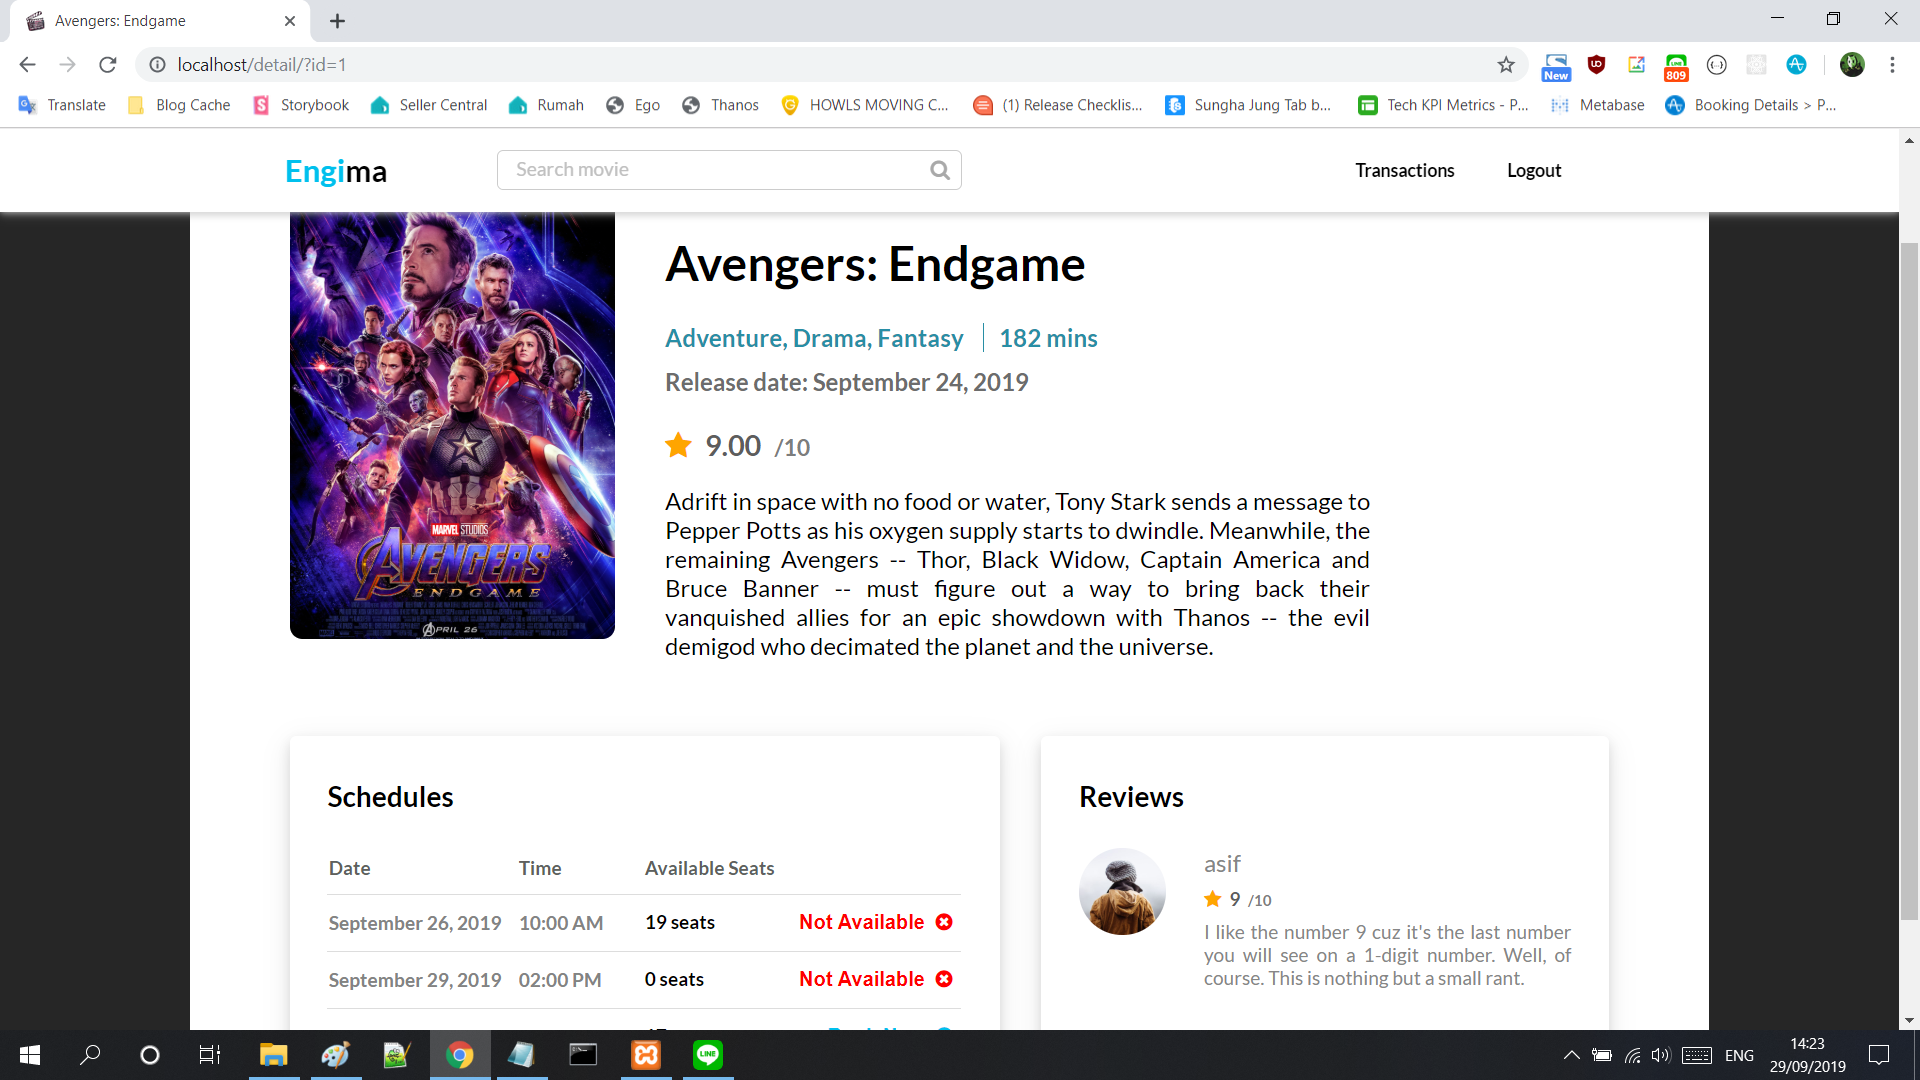 Avengers: Endgame
localhost/detail/?id=1
New
809
Translate
Blog Cache
Storybook
Seller Central
Rumah
Ego
Thanos
HOWLS MOVING C...
(1) Release Checklis...
Sungha Jung Tab b...
Tech KPI Metrics - P...
Metabase
Booking Details > P...
Engima
Search movie
Transactions
Logout
MARVEL STUDIOS
AVENGERS
ENDGAME
APRIL 26
Avengers: Endgame
Adventure, Drama, Fantasy
182 mins
Release date: September 24, 2019
9.00 /10
Adrift in space with no food or water, Tony Stark sends a message to
Pepper Potts as his oxygen supply starts to dwindle. Meanwhile, the
remaining Avengers -- Thor, Black Widow, Captain America and
Bruce Banner -- must figure out a way to bring back their
vanquished allies for an epic showdown with Thanos -- the evil
demigod who decimated the planet and the universe.
Schedules
Date Time Available Seats
September 26, 2019 10:00 AM 19 seats Not Available
September 29, 2019 02:00 PM 0 seats Not Available
Reviews
asif
9 /10
I like the number 9 cuz it's the last number
you will see on a 1-digit number. Well, of
course. This is nothing but a small rant.
LINE
ENG
14:23
29/09/2019